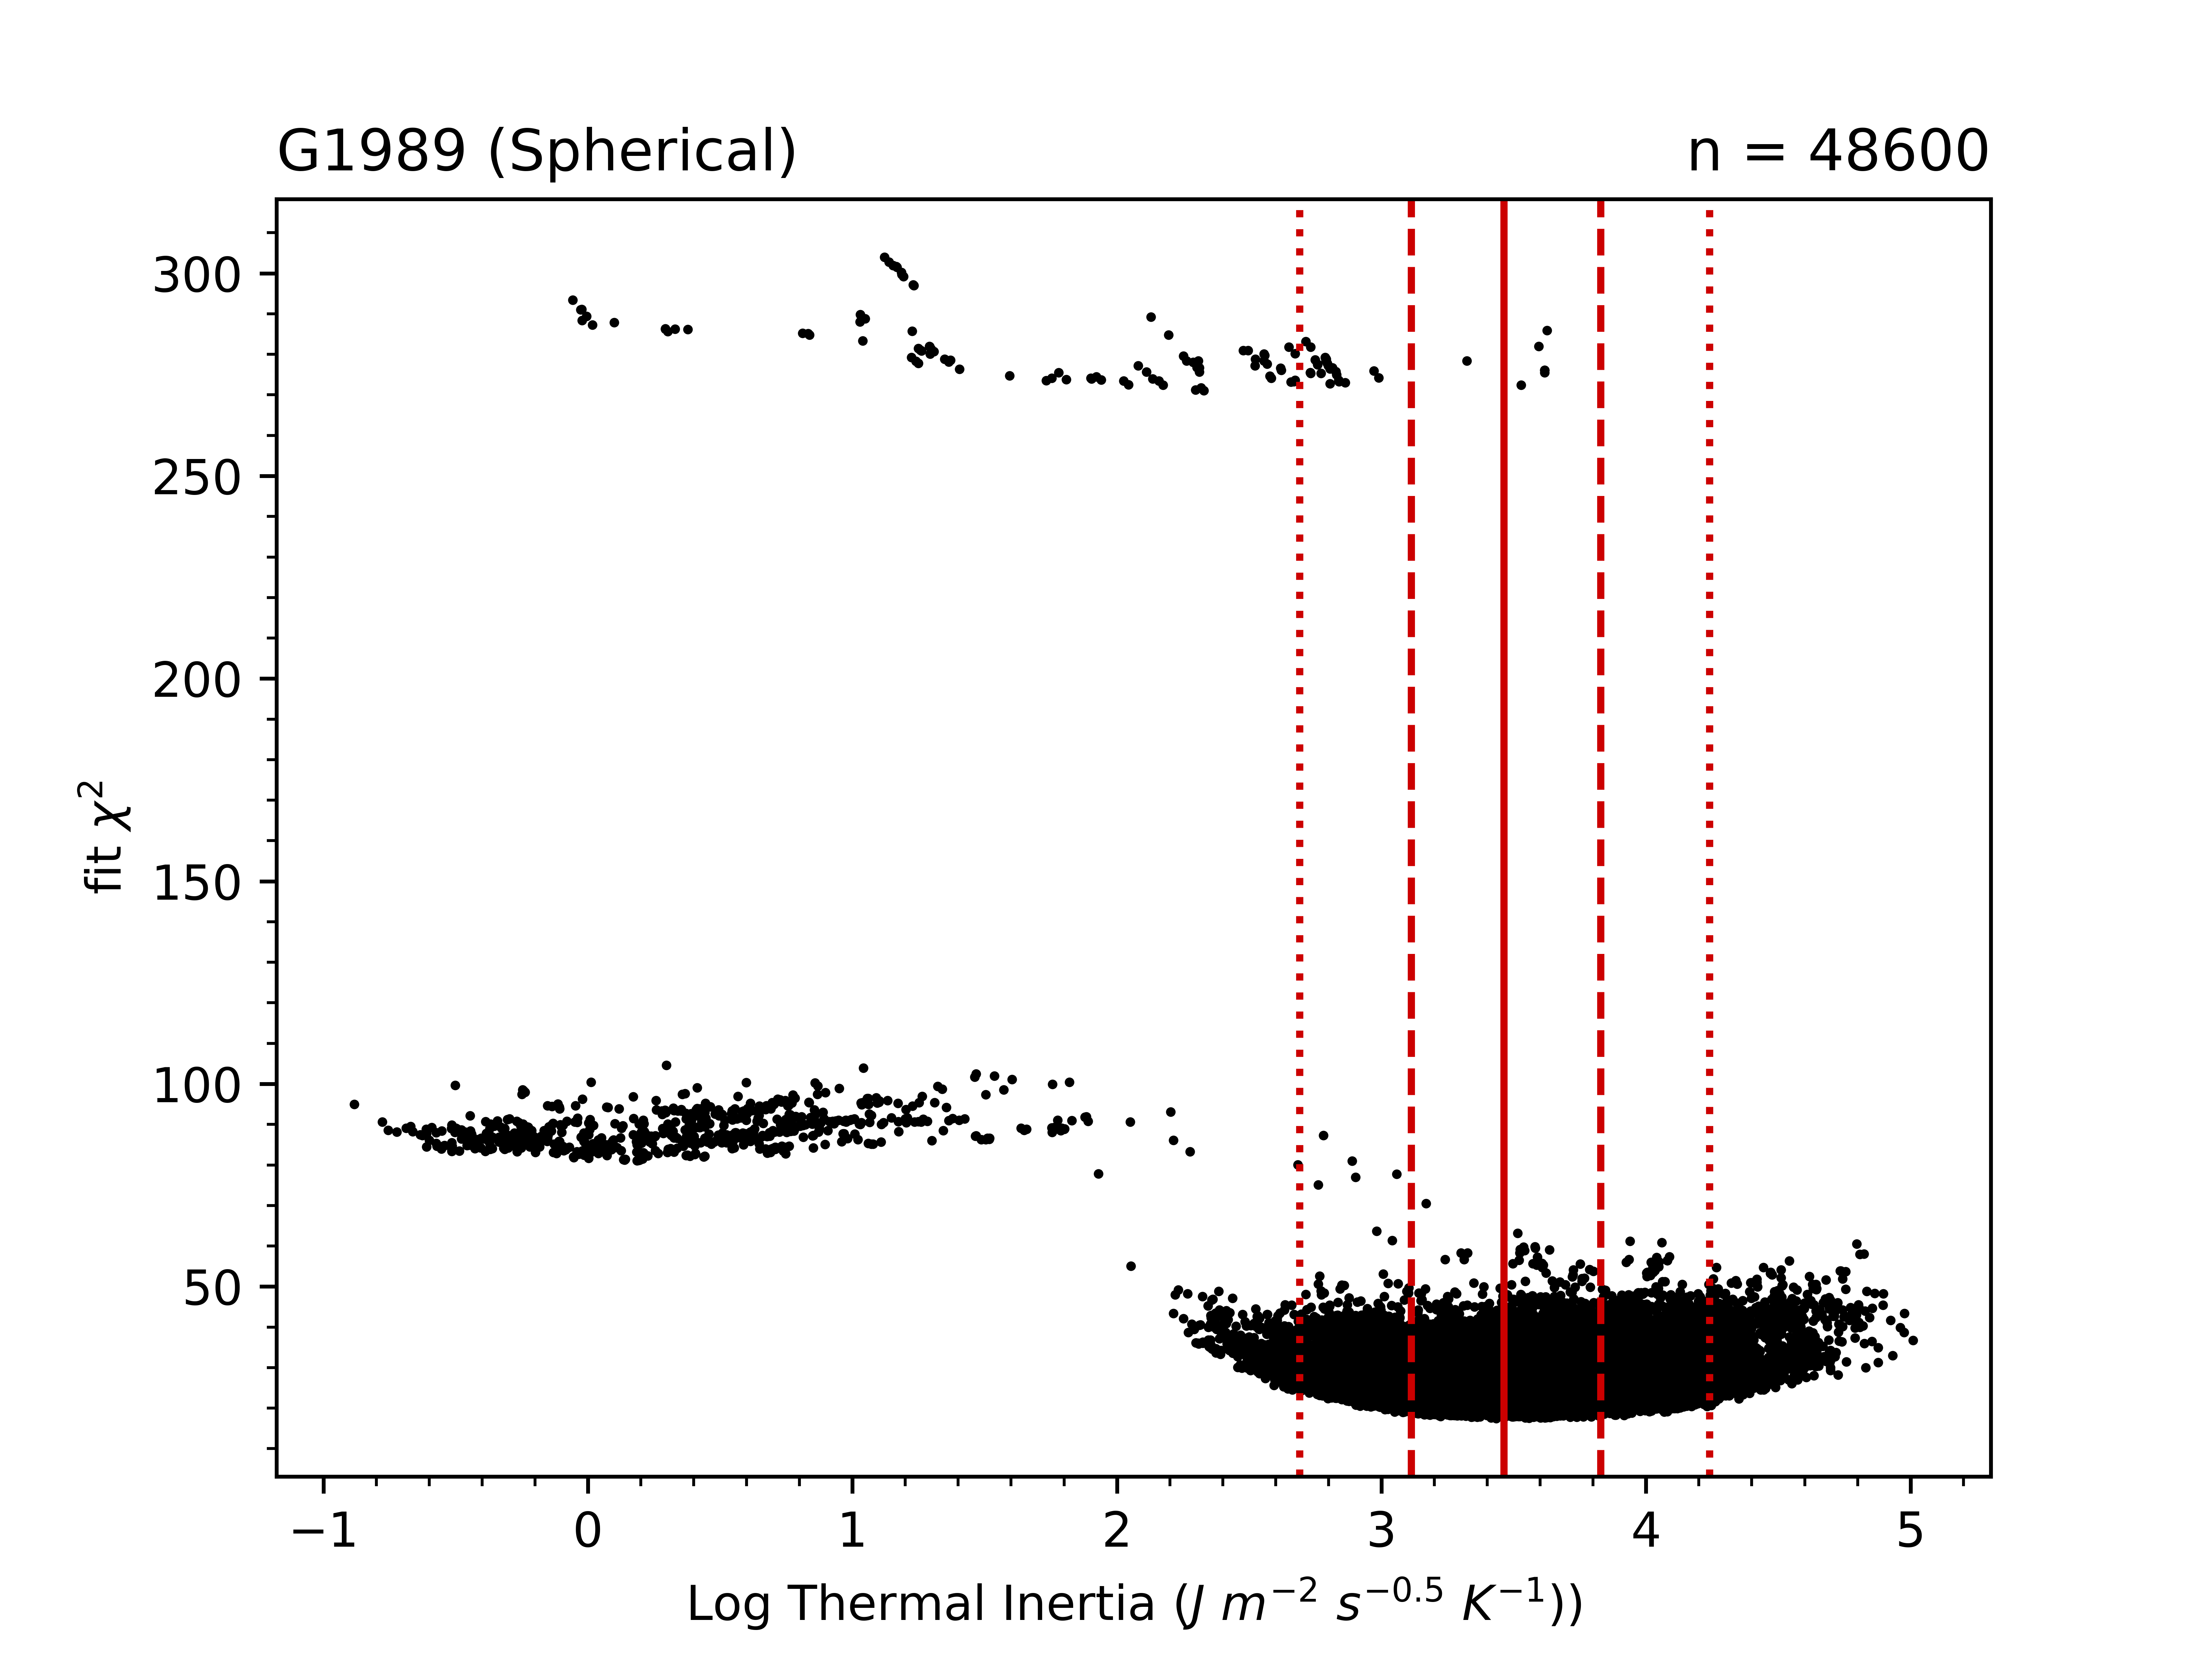 G1989 (Spherical)
n = 48600
300
250
200
150
100
50
fit χ²
−1 0 1 2 3 4 5
Log Thermal Inertia (J m⁻² s⁻⁰·⁵ K⁻¹))